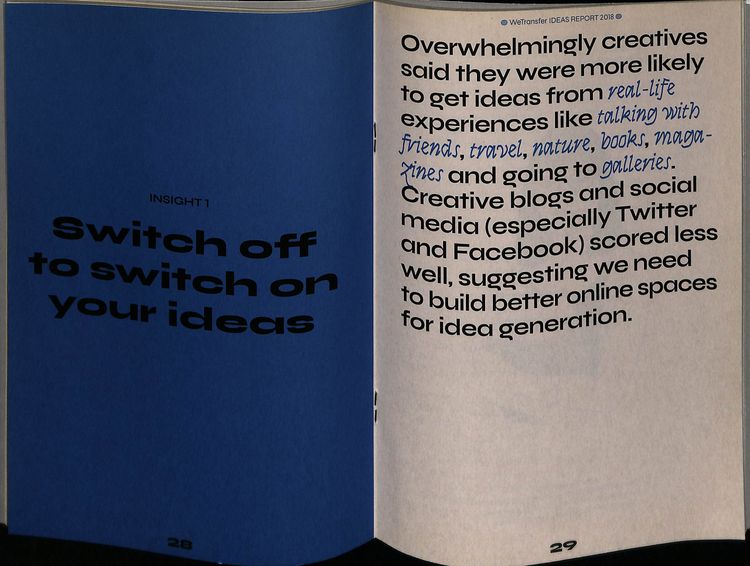 INSIGHT 1
Switch off
to switch on
your ideas
28
WeTransfer IDEAS REPORT 2018
Overwhelmingly creatives
said they were more likely
to get ideas from real-life
experiences like talking with
friends, travel, nature, books, maga-
zines and going to galleries.
Creative blogs and social
media (especially Twitter
and Facebook) scored less
well, suggesting we need
to build better online spaces
for idea generation.
29